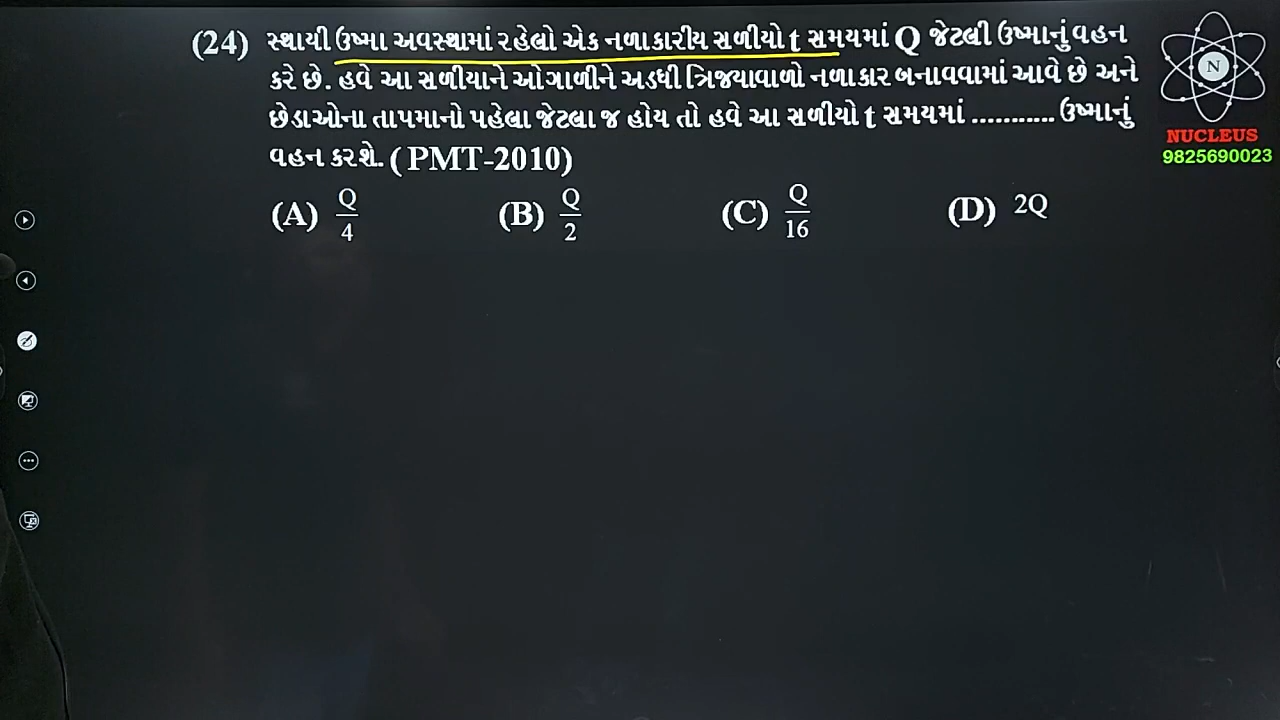 (24) સ્થાયી ઉષ્મા અવસ્થામાં રહેલો એક નળાકારીય સળીયો t સમયમાં Q જેટલી ઉષ્માનું વહન
કરે છે. હવે આ સળીયાને ઓગાળીને અડધી ત્રિજ્યાવાળો નળાકાર બનાવવામાં આવે છે અને
છેડાઓના તાપમાનો પહેલા જેટલા જ હોય તો હવે આ સળીયો t સમયમાં ........... ઉષ્માનું
વહન કરશે. ( PMT-2010)
(A) Q/4 (B) Q/2 (C) Q/16 (D) 2Q
N
NUCLEUS
9825690023